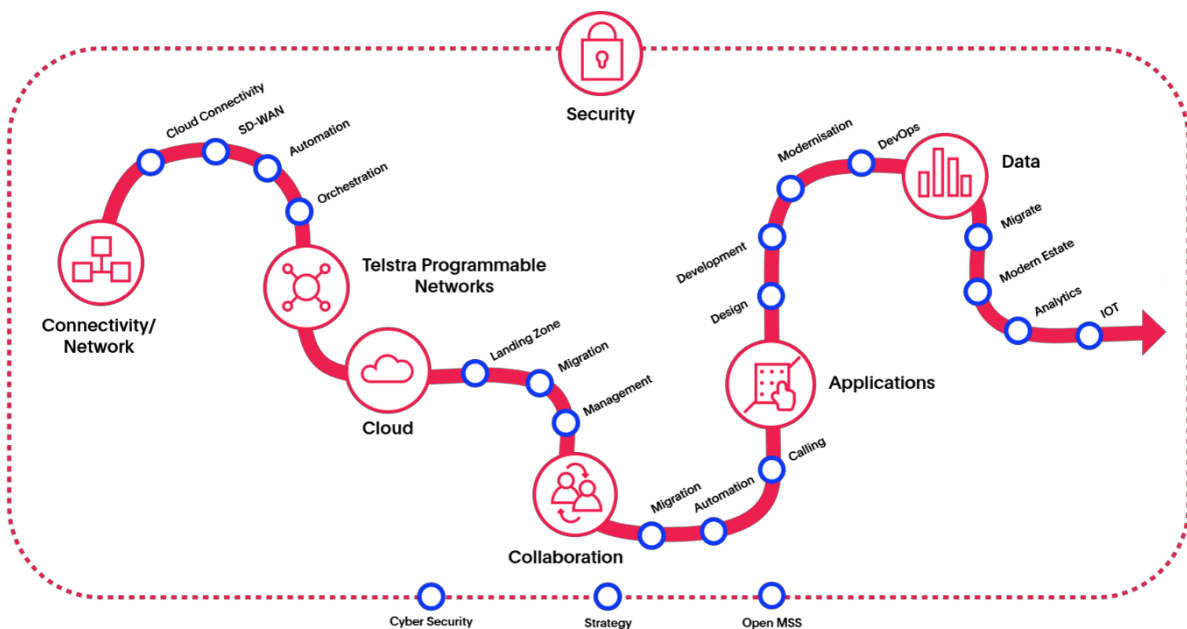 Security
Cloud Connectivity
SD-WAN
Automation
Orchestration
Connectivity/
Network
Telstra Programmable
Networks
Cloud
Landing Zone
Migration
Management
Collaboration
Migration
Automation
Calling
Applications
Design
Development
Modernisation
DevOps
Data
Migrate
Modern Estate
Analytics
IOT
Cyber Security
Strategy
Open MSS